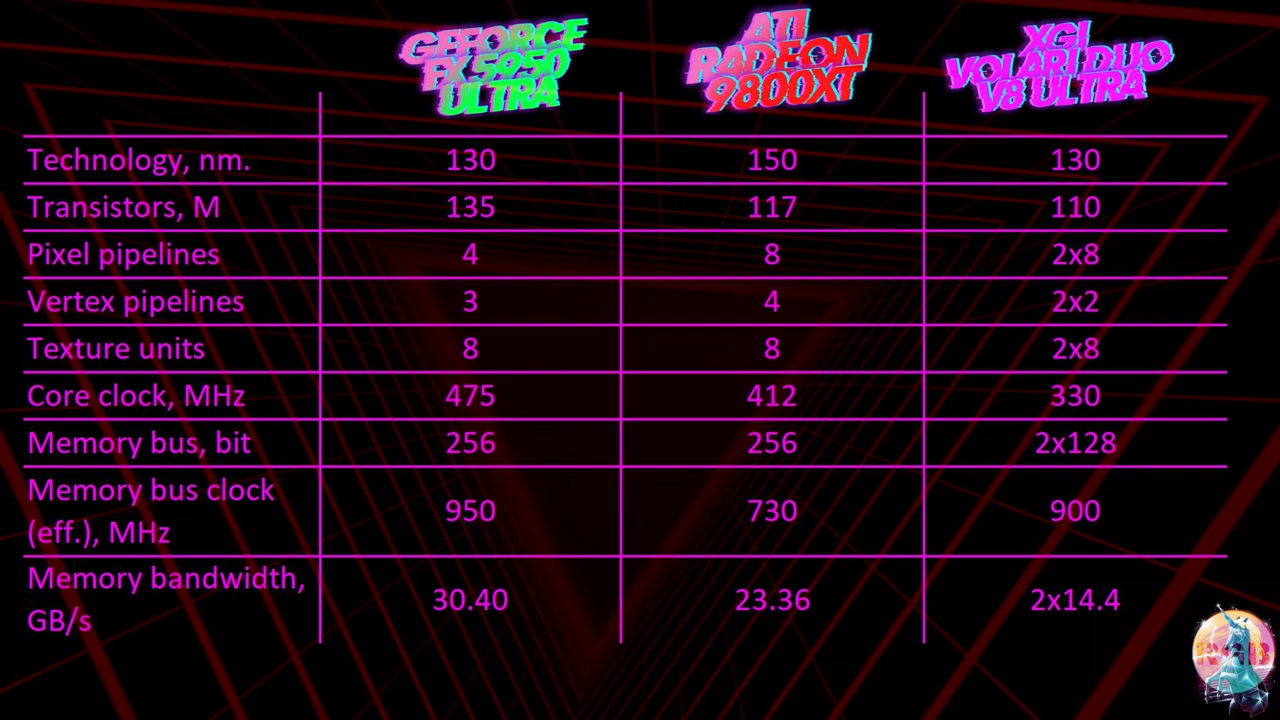 GEFORCE
FX 5950
ULTRA
ATI
RADEON
9800XT
XGI
VOLARI DUO
V8 ULTRA
Technology, nm. 130 150 130
Transistors, M 135 117 110
Pixel pipelines 4 8 2x8
Vertex pipelines 3 4 2x2
Texture units 8 8 2x8
Core clock, MHz 475 412 330
Memory bus, bit 256 256 2x128
Memory bus clock
(eff.), MHz 950 730 900
Memory bandwidth,
GB/s 30.40 23.36 2x14.4